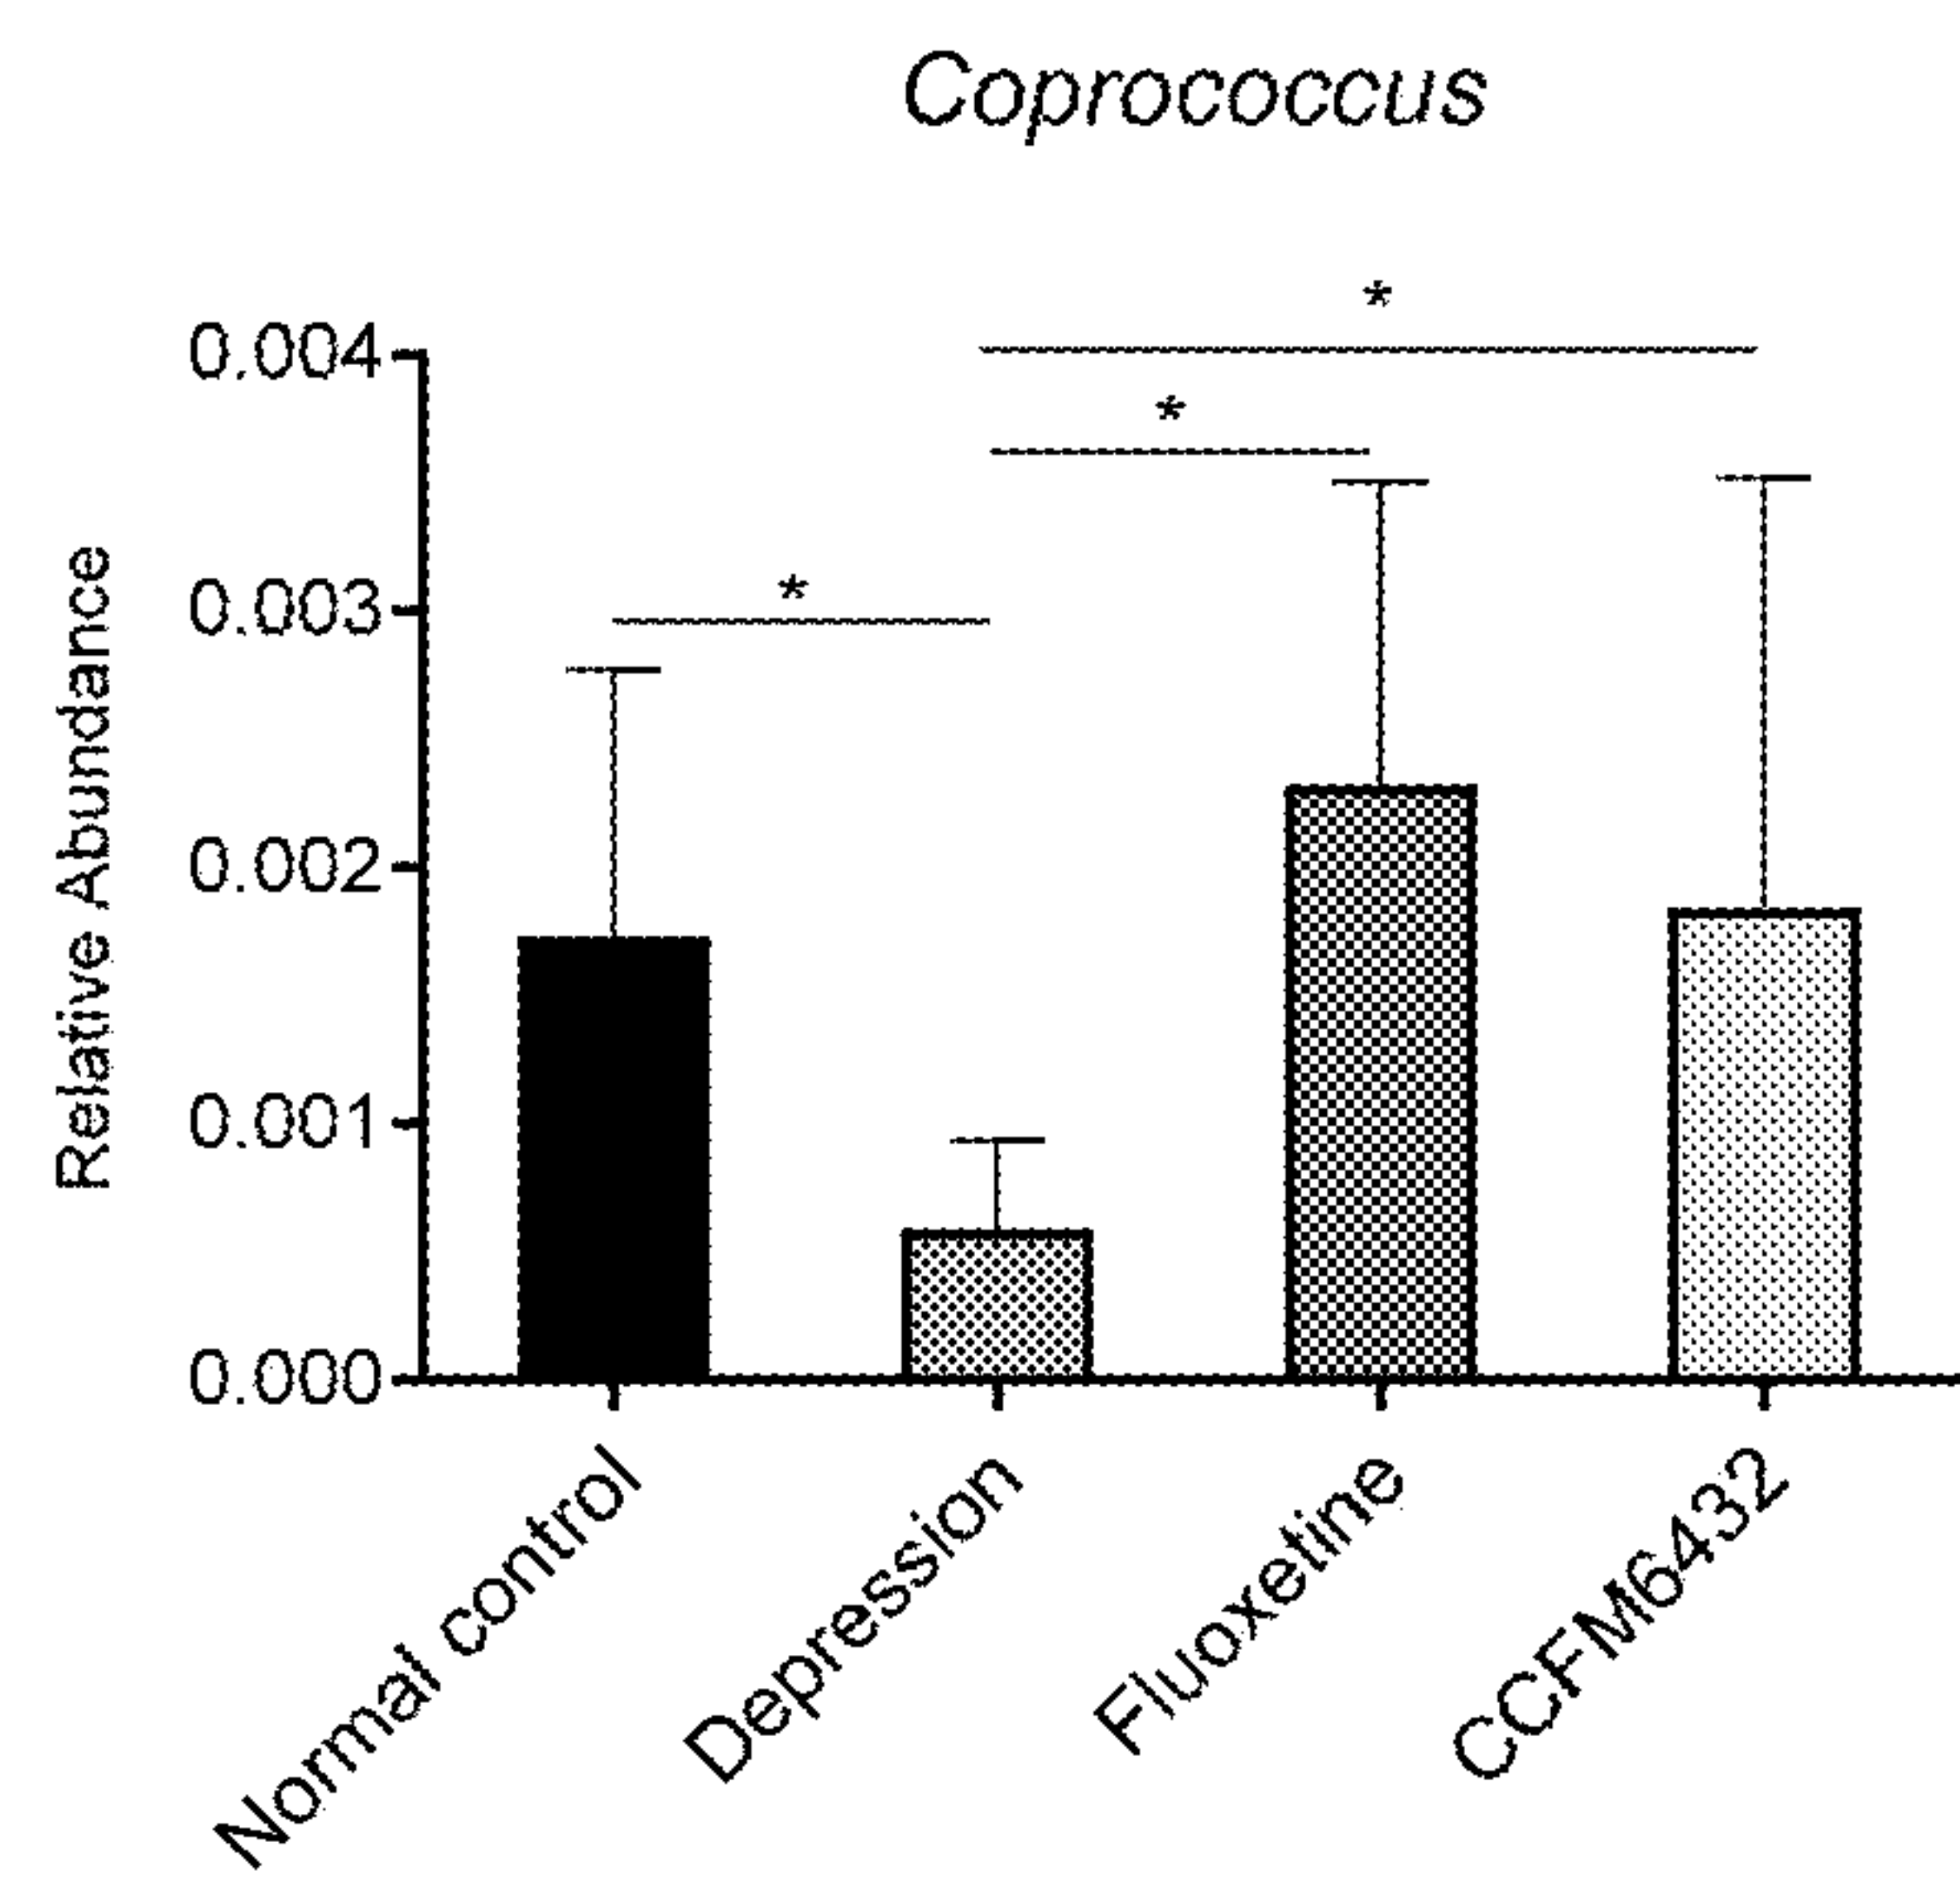 Coprococcus
*
*
*
Relative Abundance
0.004
0.003
0.002
0.001
0.000
Normal control
Depression
Fluoxetine
CCFM6432